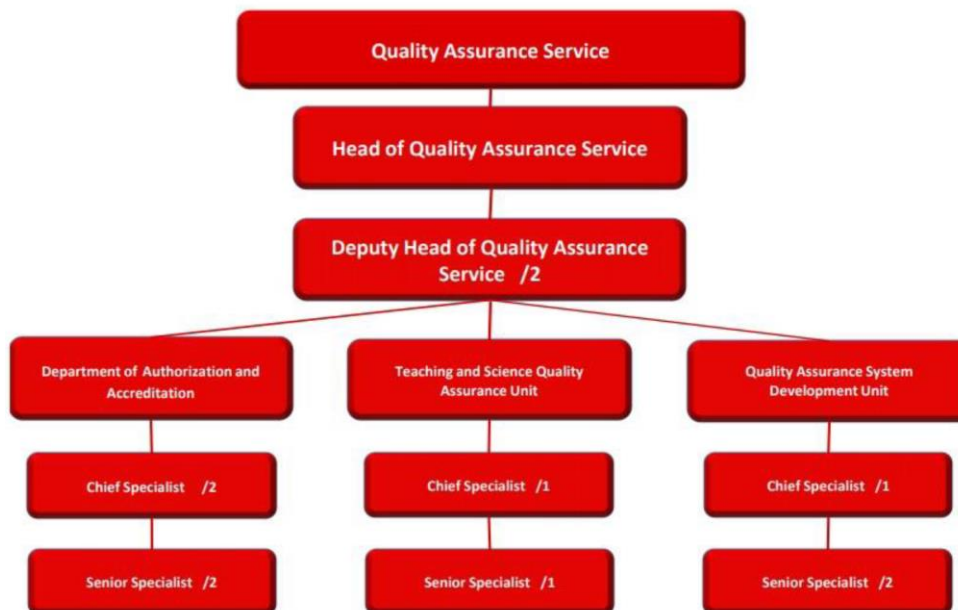 Quality Assurance Service
Head of Quality Assurance Service
Deputy Head of Quality Assurance
Service /2
Department of Authorization and
Accreditation
Teaching and Science Quality
Assurance Unit
Quality Assurance System
Development Unit
Chief Specialist /2
Chief Specialist /1
Chief Specialist /1
Senior Specialist /2
Senior Specialist /1
Senior Specialist /2